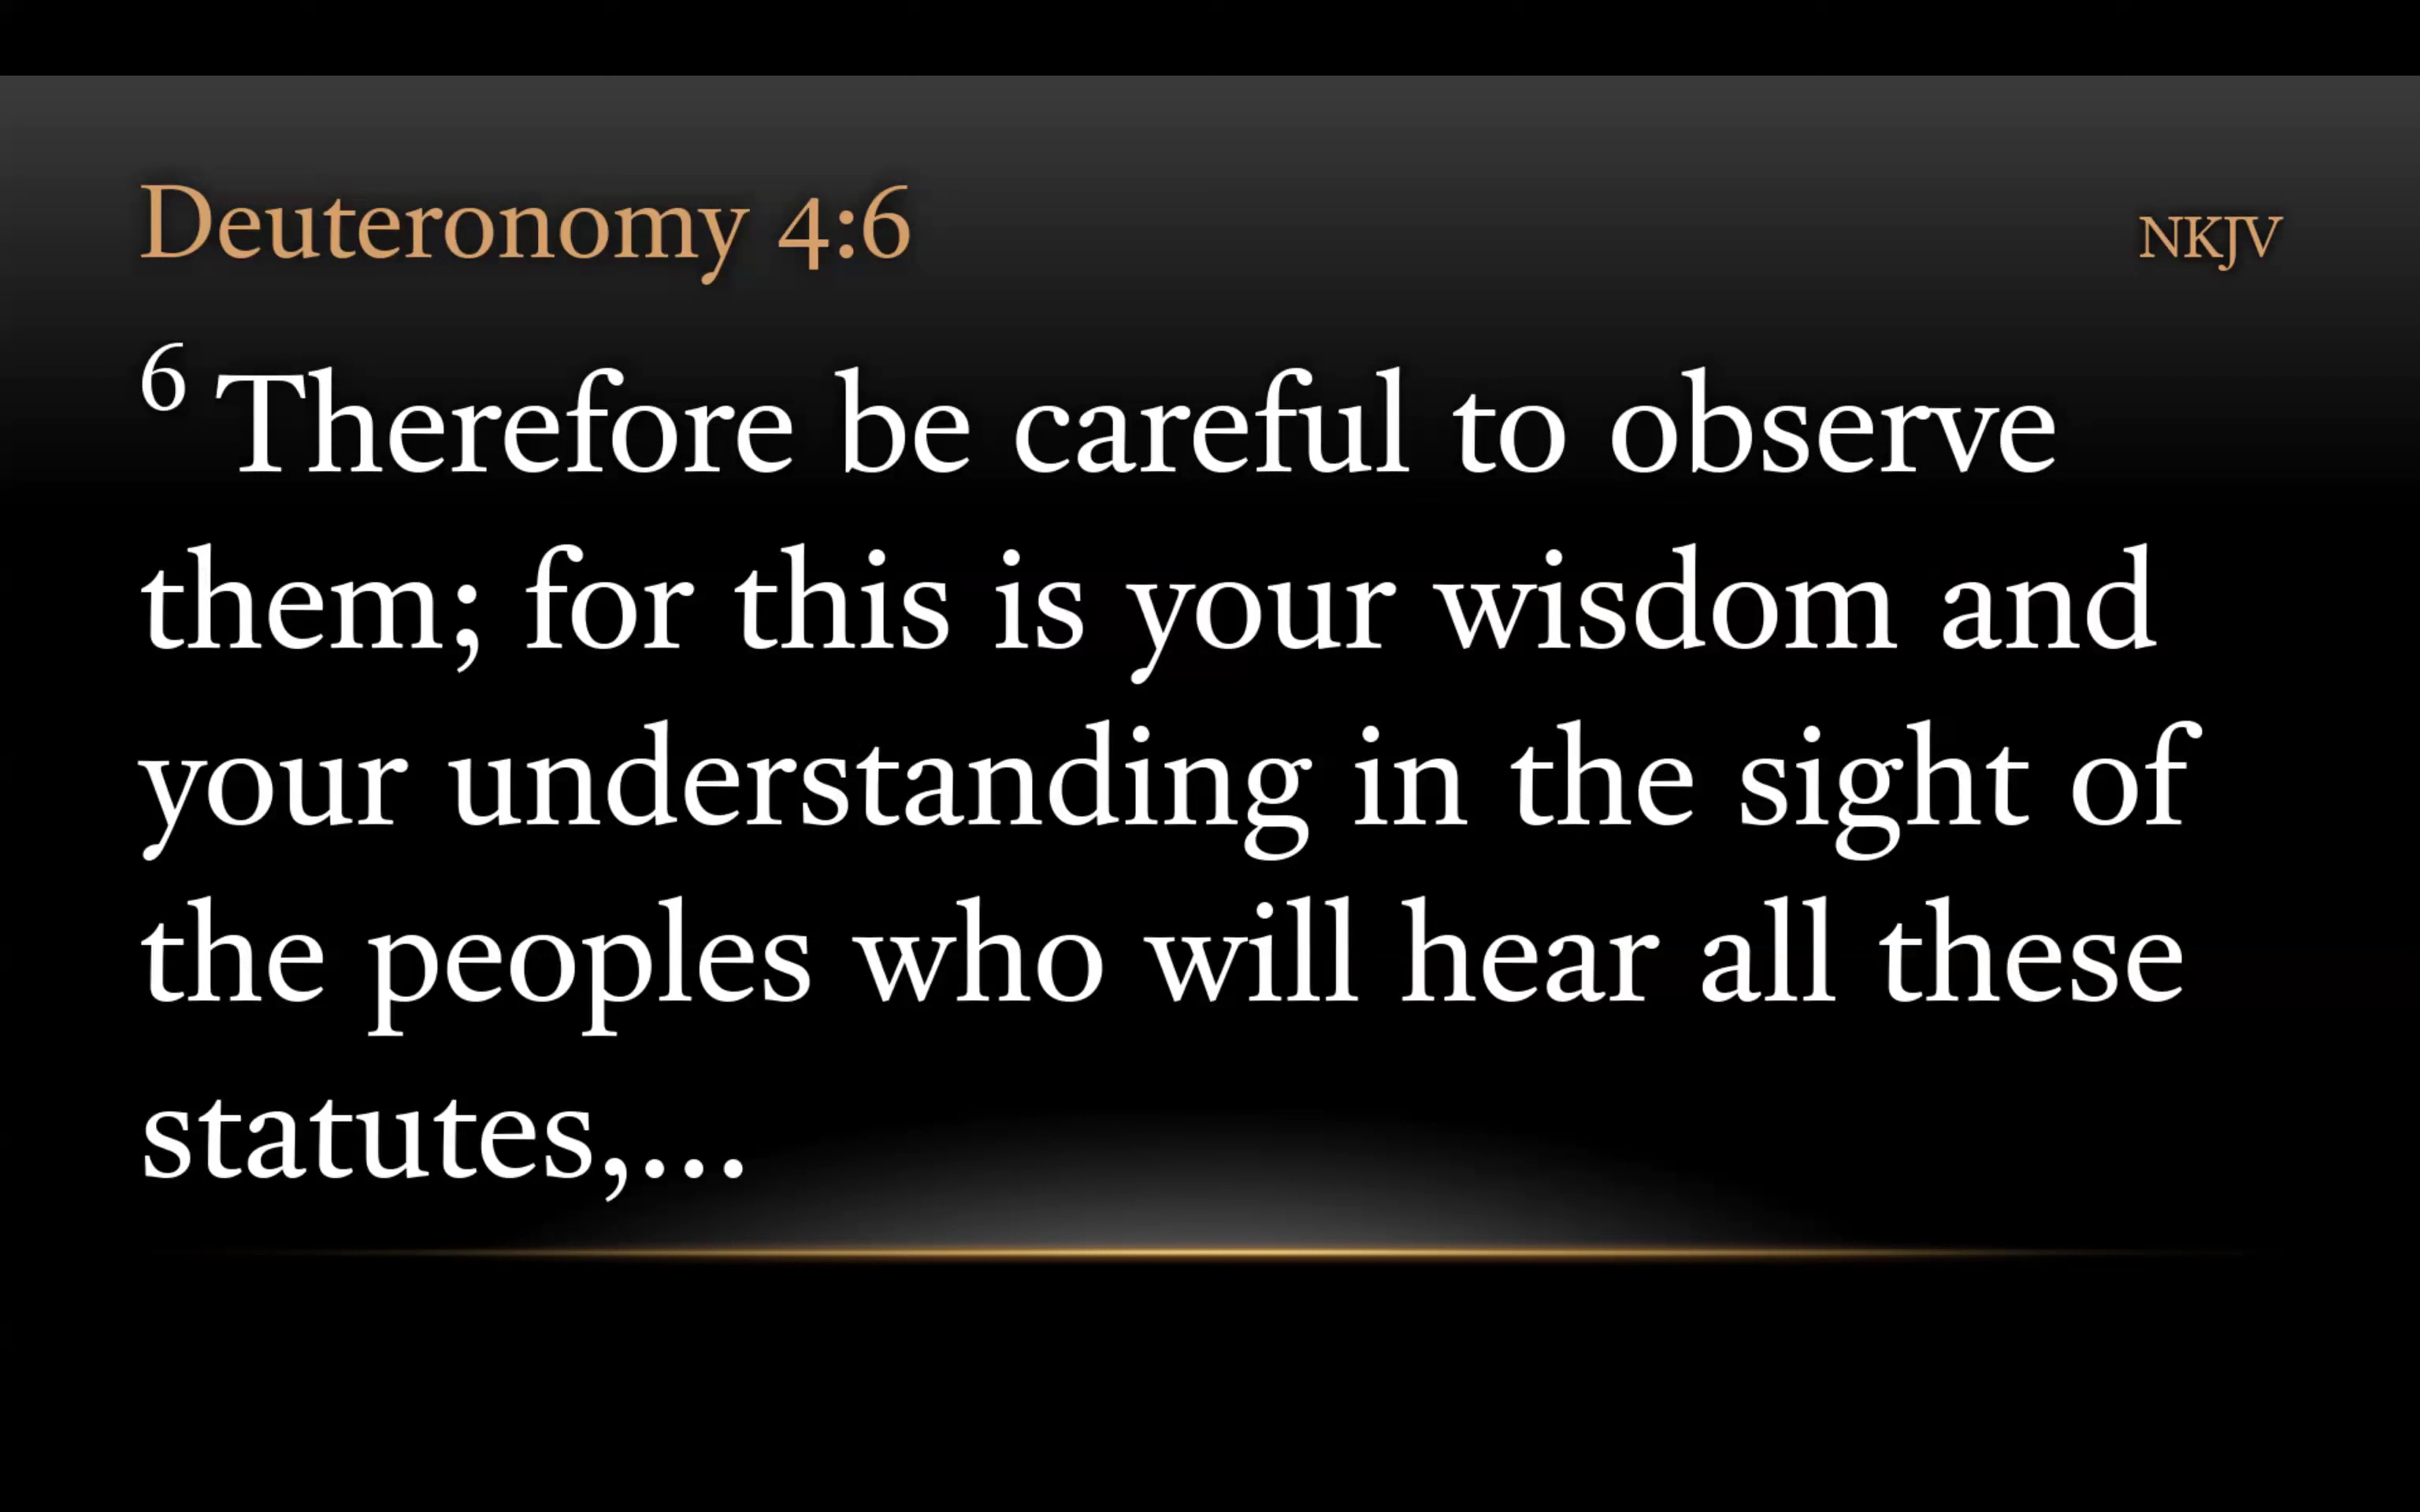 Deuteronomy 4:6 NKJV
6 Therefore be careful to observe
them; for this is your wisdom and
your understanding in the sight of
the peoples who will hear all these
statutes,...